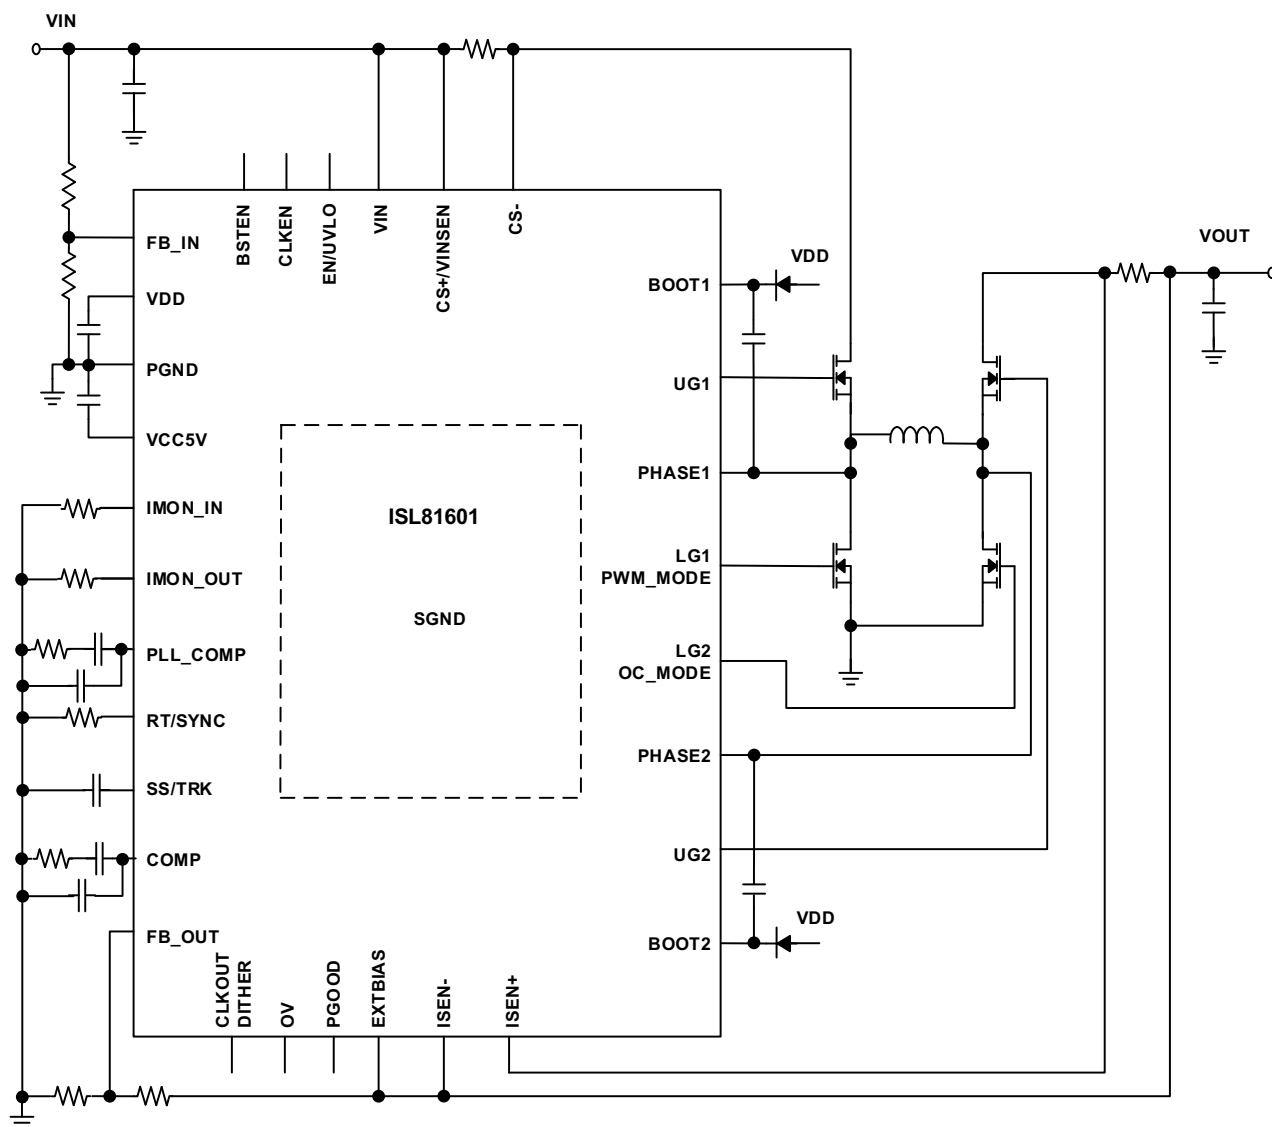 VIN
BSTEN
CLKEN
EN/UVLO
VIN
CS+/VINSEN
CS-
FB_IN
VDD
PGND
VCC5V
IMON_IN
IMON_OUT
PLL_COMP
RT/SYNC
SS/TRK
COMP
FB_OUT
ISL81601
SGND
BOOT1
VDD
UG1
PHASE1
LG1
PWM_MODE
LG2
OC_MODE
PHASE2
UG2
BOOT2
VDD
VOUT
CLKOUT
DITHER
OV
PGOOD
EXTBIAS
ISEN-
ISEN+